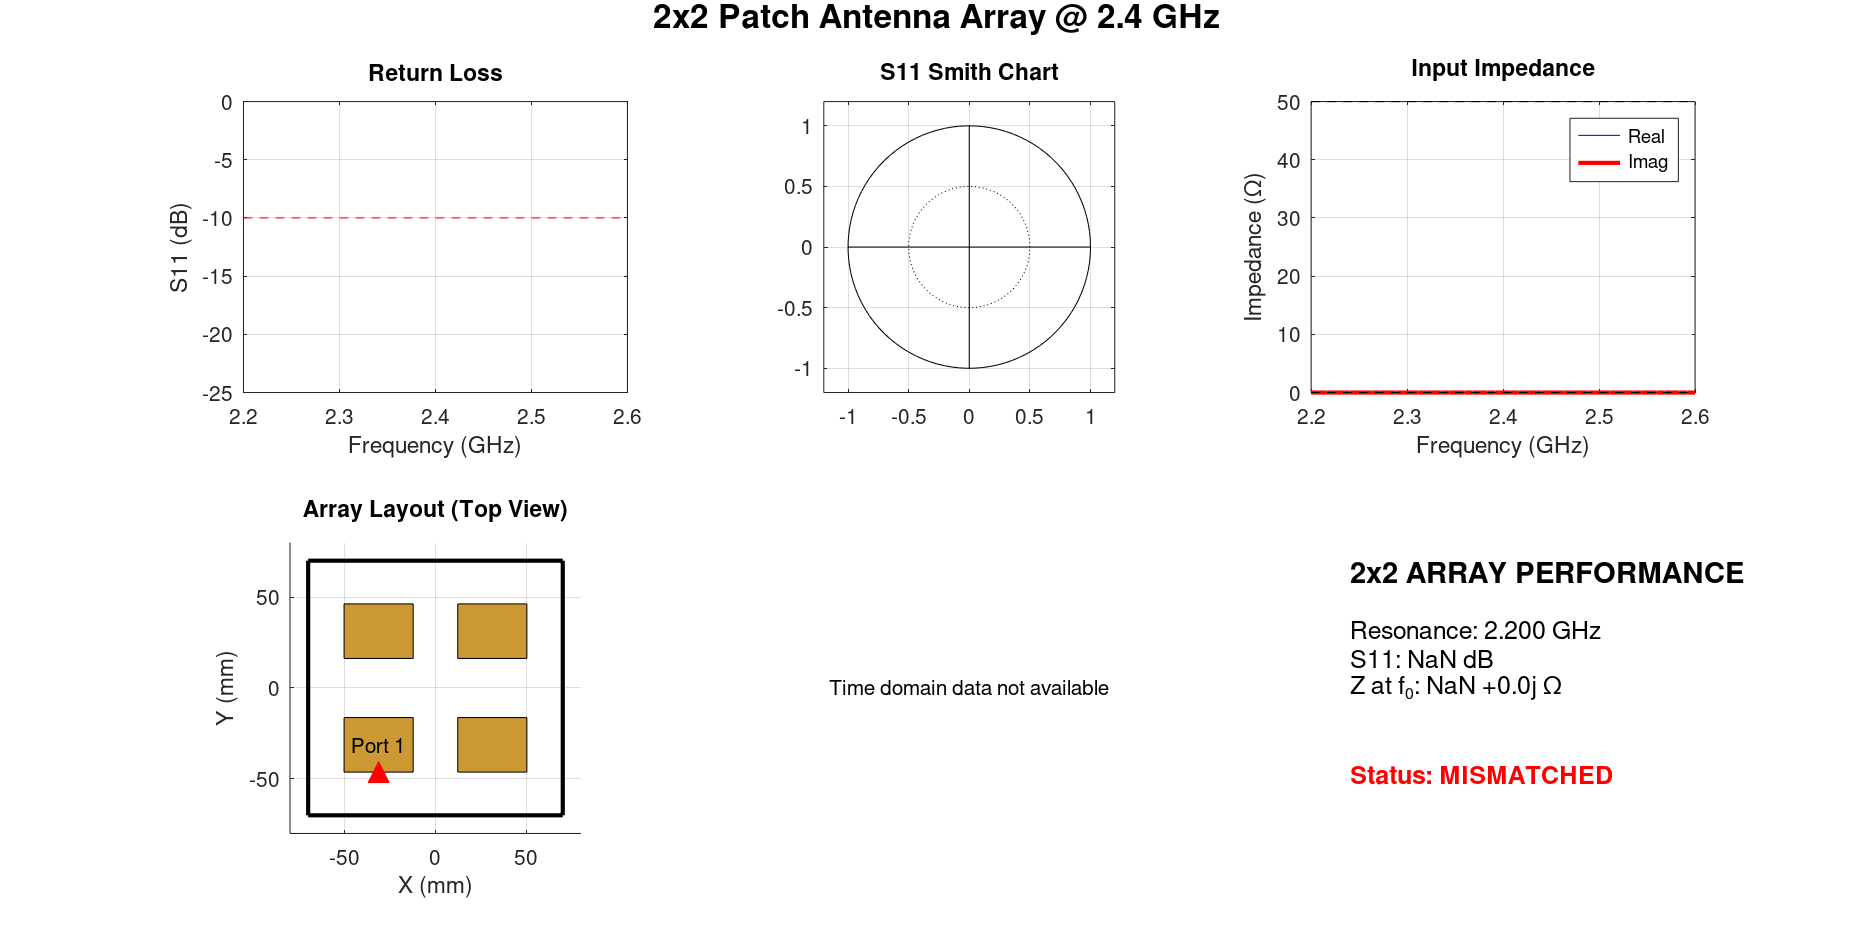 2x2 Patch Antenna Array @ 2.4 GHz
Return Loss
0
-5
-10
-15
-20
-25
S11 (dB)
2.2 2.3 2.4 2.5 2.6
Frequency (GHz)
S11 Smith Chart
1
0.5
0
-0.5
-1
-1 -0.5 0 0.5 1
Input Impedance
50
40
30
20
10
0
Impedance (Ω)
Real
Imag
2.2 2.3 2.4 2.5 2.6
Frequency (GHz)
Array Layout (Top View)
50
0
-50
Y (mm)
Port 1
-50 0 50
X (mm)
Time domain data not available
2x2 ARRAY PERFORMANCE
Resonance: 2.200 GHz
S11: NaN dB
Z at f₀: NaN +0.0j Ω
Status: MISMATCHED